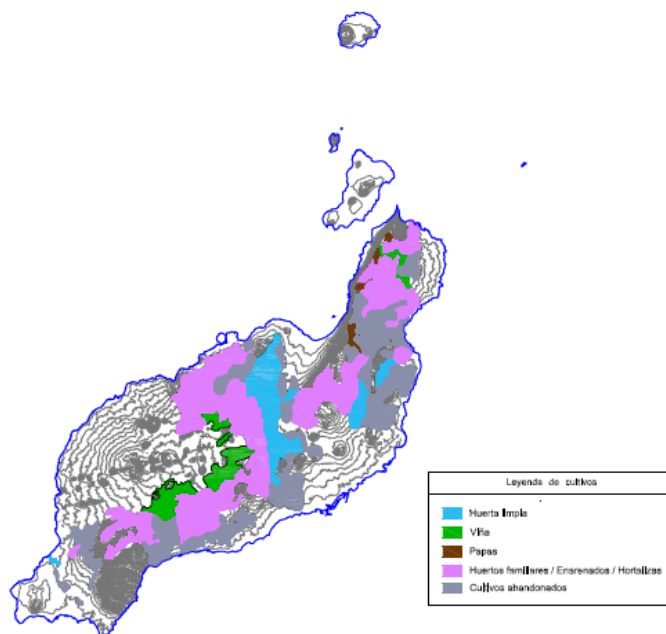 Leyenda de cultivos
Huerta limpia
Viña
Papas
Huertos familiares / Enarenados / Hortalizas
Cultivos abandonados